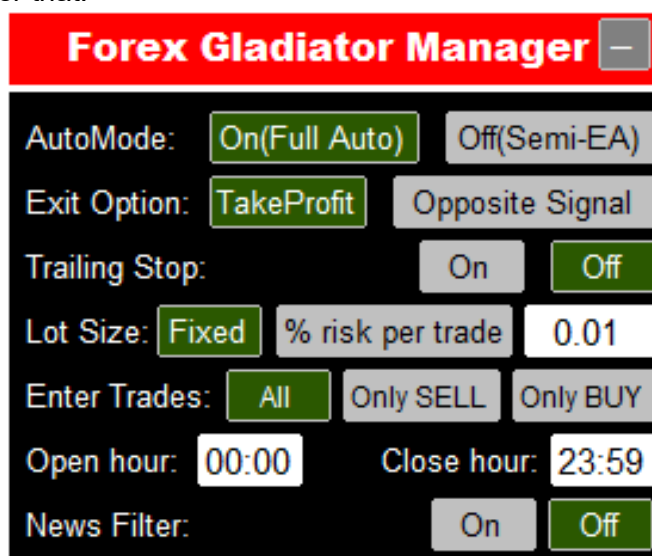 Forex Gladiator Manager –
AutoMode: On(Full Auto) Off(Semi-EA)
Exit Option: TakeProfit Opposite Signal
Trailing Stop: On Off
Lot Size: Fixed % risk per trade 0.01
Enter Trades: All Only SELL Only BUY
Open hour: 00:00 Close hour: 23:59
News Filter: On Off